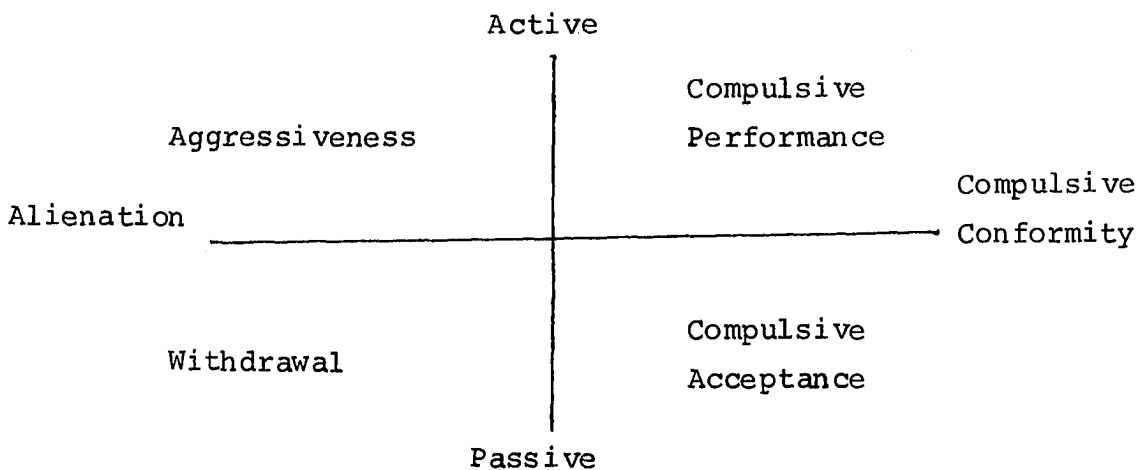 Active
Compulsive
Aggressiveness
Performance
Compulsive
Alienation
Conformity
Compulsive
Withdrawal
Acceptance
Passive